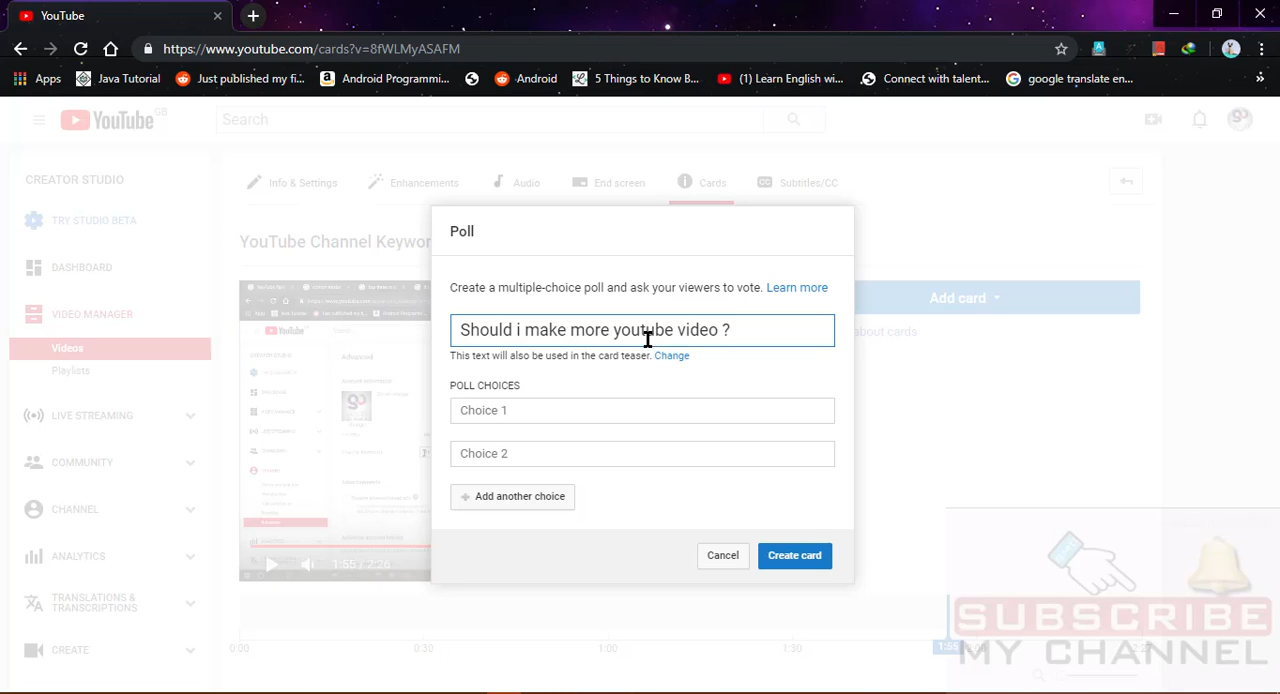 YouTube
https://www.youtube.com/cards?v=8fWLMyASAFM
Apps
Java Tutorial
Just published my fi...
Android Programmi...
Android
5 Things to Know B...
(1) Learn English wi...
Connect with talent...
google translate en...
YouTube GB
Search
CREATOR STUDIO
TRY STUDIO BETA
DASHBOARD
VIDEO MANAGER
Videos
Playlists
LIVE STREAMING
COMMUNITY
CHANNEL
ANALYTICS
TRANSLATIONS &
TRANSCRIPTIONS
CREATE
Info & Settings
Enhancements
Audio
End screen
Cards
CC Subtitles/CC
YouTube Channel Keywor
Add card
about cards
Poll
Create a multiple-choice poll and ask your viewers to vote. Learn more
Should i make more youtube video ?
This text will also be used in the card teaser. Change
POLL CHOICES
Choice 1
Choice 2
+ Add another choice
Cancel
Create card
1:55 / 2:26
0:00
0:30
1:00
1:30
1:55
SUBSCRIBE
MY CHANNEL